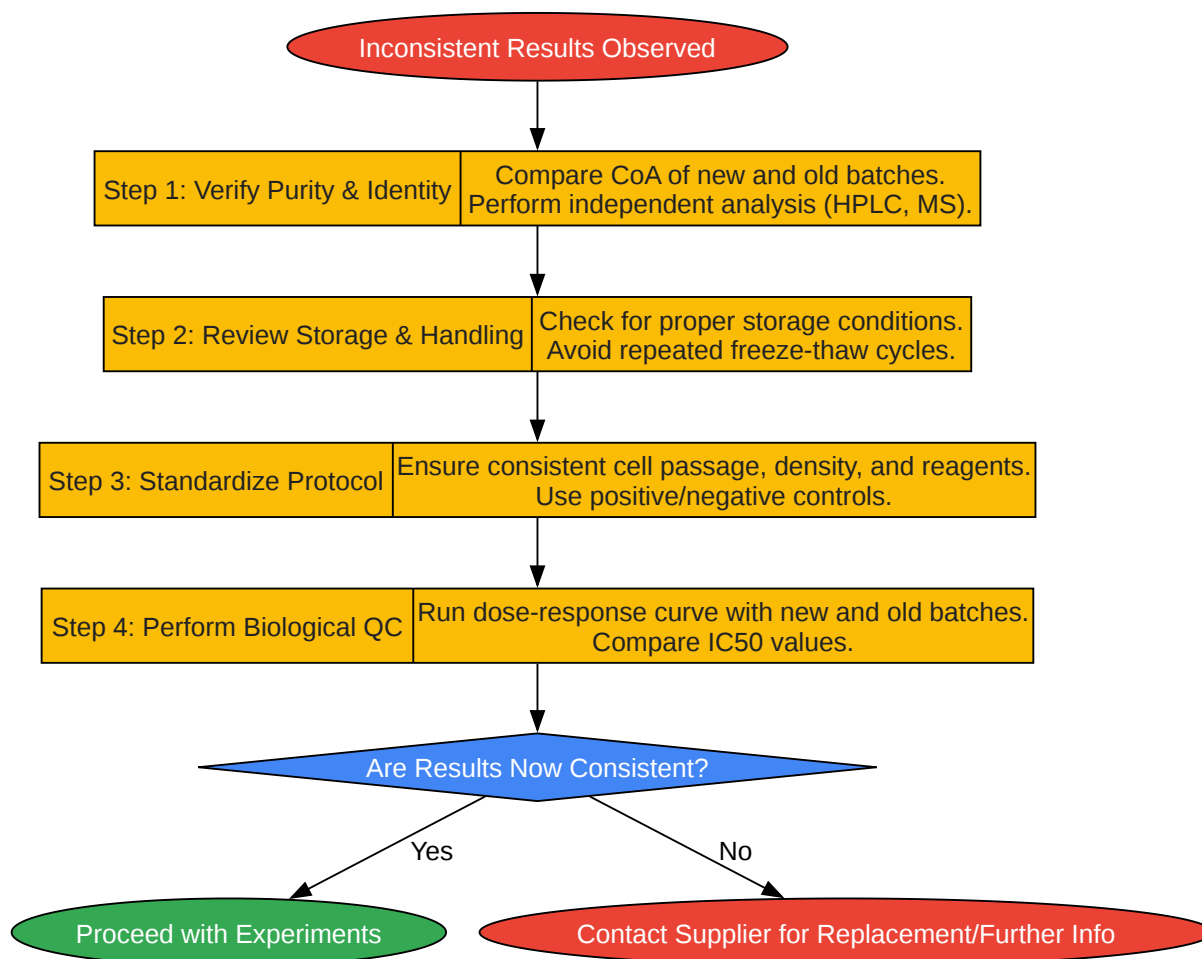 Inconsistent Results Observed
Step 1: Verify Purity & Identity
Compare CoA of new and old batches.
Perform independent analysis (HPLC, MS).
Step 2: Review Storage & Handling
Check for proper storage conditions.
Avoid repeated freeze-thaw cycles.
Step 3: Standardize Protocol
Ensure consistent cell passage, density, and reagents.
Use positive/negative controls.
Step 4: Perform Biological QC
Run dose-response curve with new and old batches.
Compare IC50 values.
Are Results Now Consistent?
Yes
No
Proceed with Experiments
Contact Supplier for Replacement/Further Info